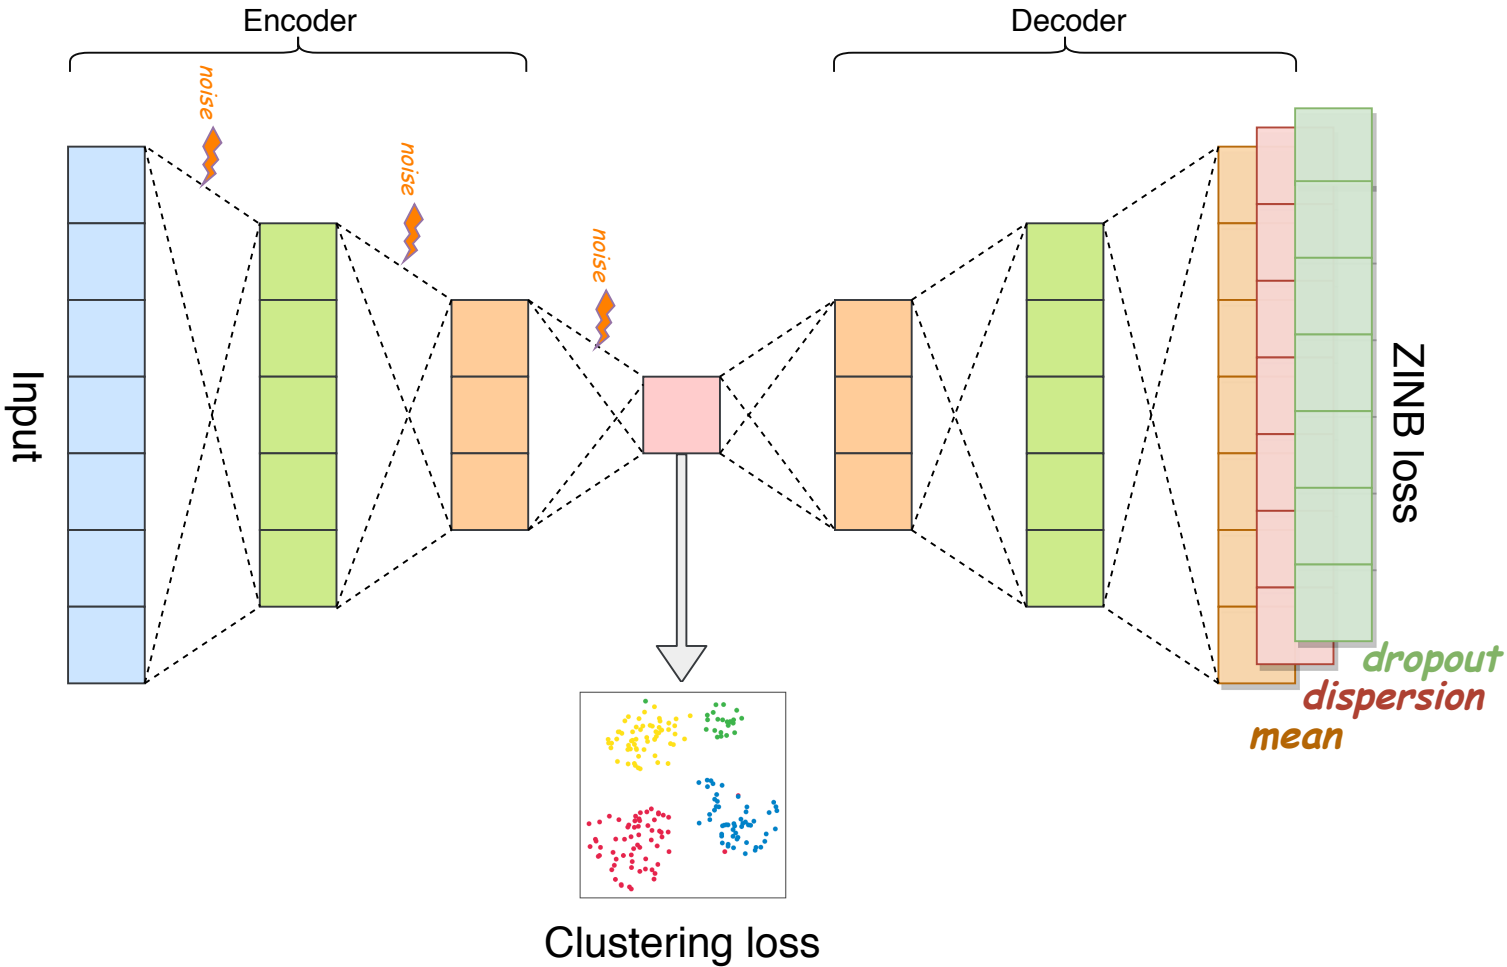 Encoder
Decoder
noise
noise
noise
Input
ZINB loss
dropout
dispersion
mean
Clustering loss